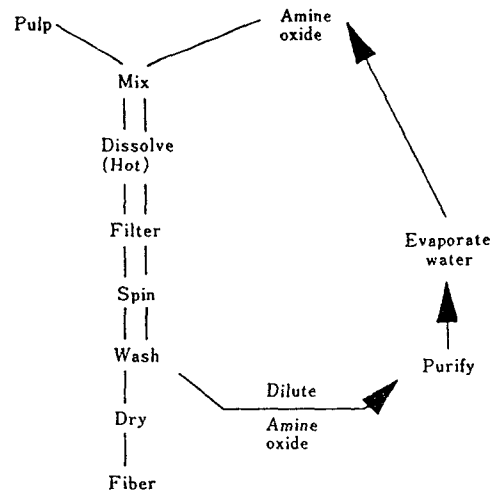 Pulp
Amine
oxide
Mix
Dissolve
(Hot)
Filter
Spin
Wash
Dry
Fiber
Dilute
Amine
oxide
Purify
Evaporate
water